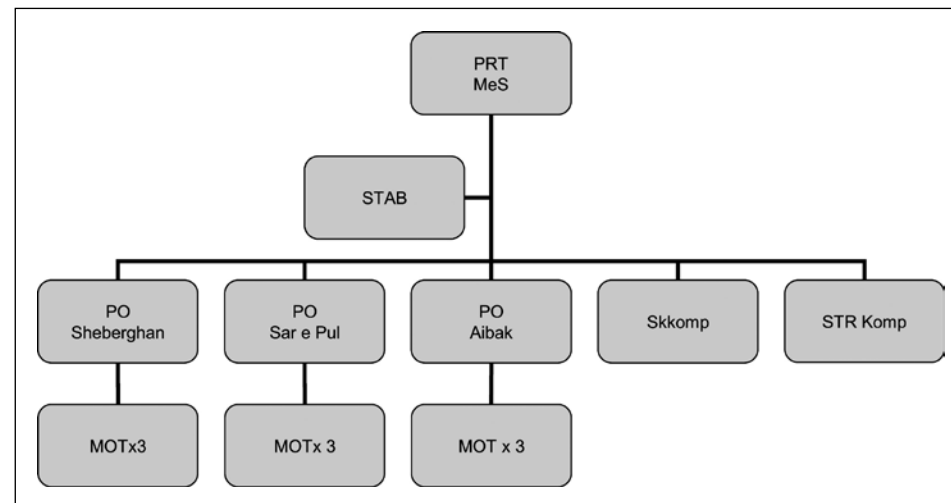 PRT
MeS
STAB
PO
Sheberghan
PO
Sar e Pul
PO
Aibak
Skkomp
STR Komp
MOTx3
MOTx 3
MOT x 3